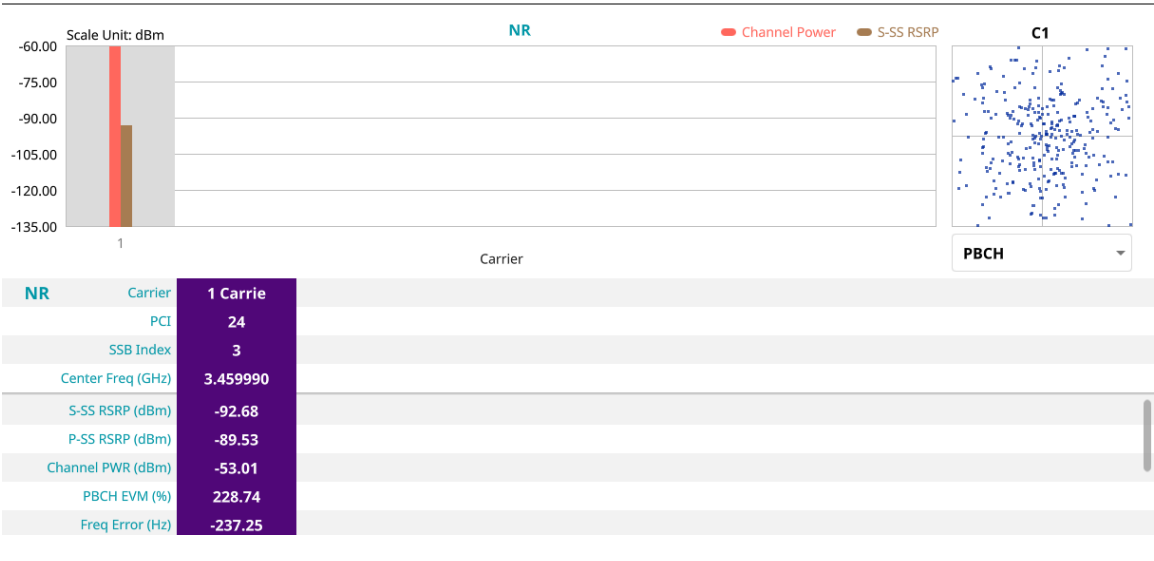 Scale Unit: dBm
NR
Channel Power
S-SS RSRP
C1
-60.00
-75.00
-90.00
-105.00
-120.00
-135.00
1
Carrier
PBCH
NR Carrier 1 Carrie
PCI 24
SSB Index 3
Center Freq (GHz) 3.459990
S-SS RSRP (dBm) -92.68
P-SS RSRP (dBm) -89.53
Channel PWR (dBm) -53.01
PBCH EVM (%) 228.74
Freq Error (Hz) -237.25